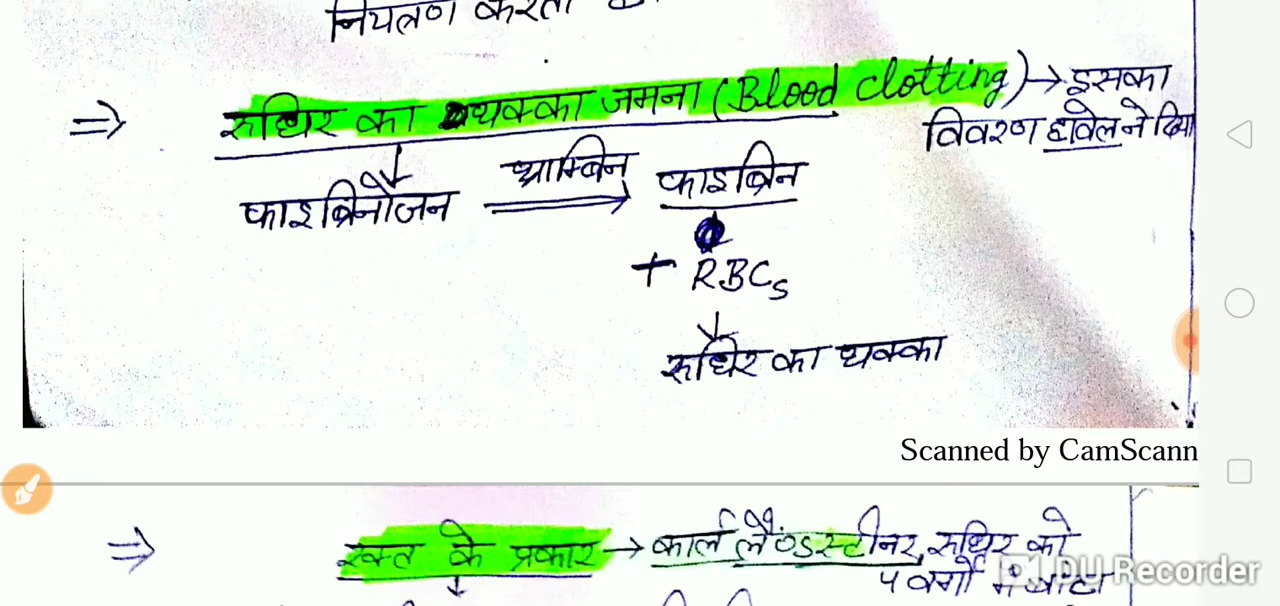 नियंत्रण करता
⇒ रुधिर का थक्का जमना (Blood clotting) → इसका
विवरण हावेल ने दिया
फाइब्रिनोजन थ्राम्बिन फाइब्रिन
+ RBCs
रुधिर का थक्का
Scanned by CamScann
⇒ रक्त के प्रकार → कार्ल लैण्डस्टीनर, रुधिर को
4 वर्गों में बांटा
DU Recorder